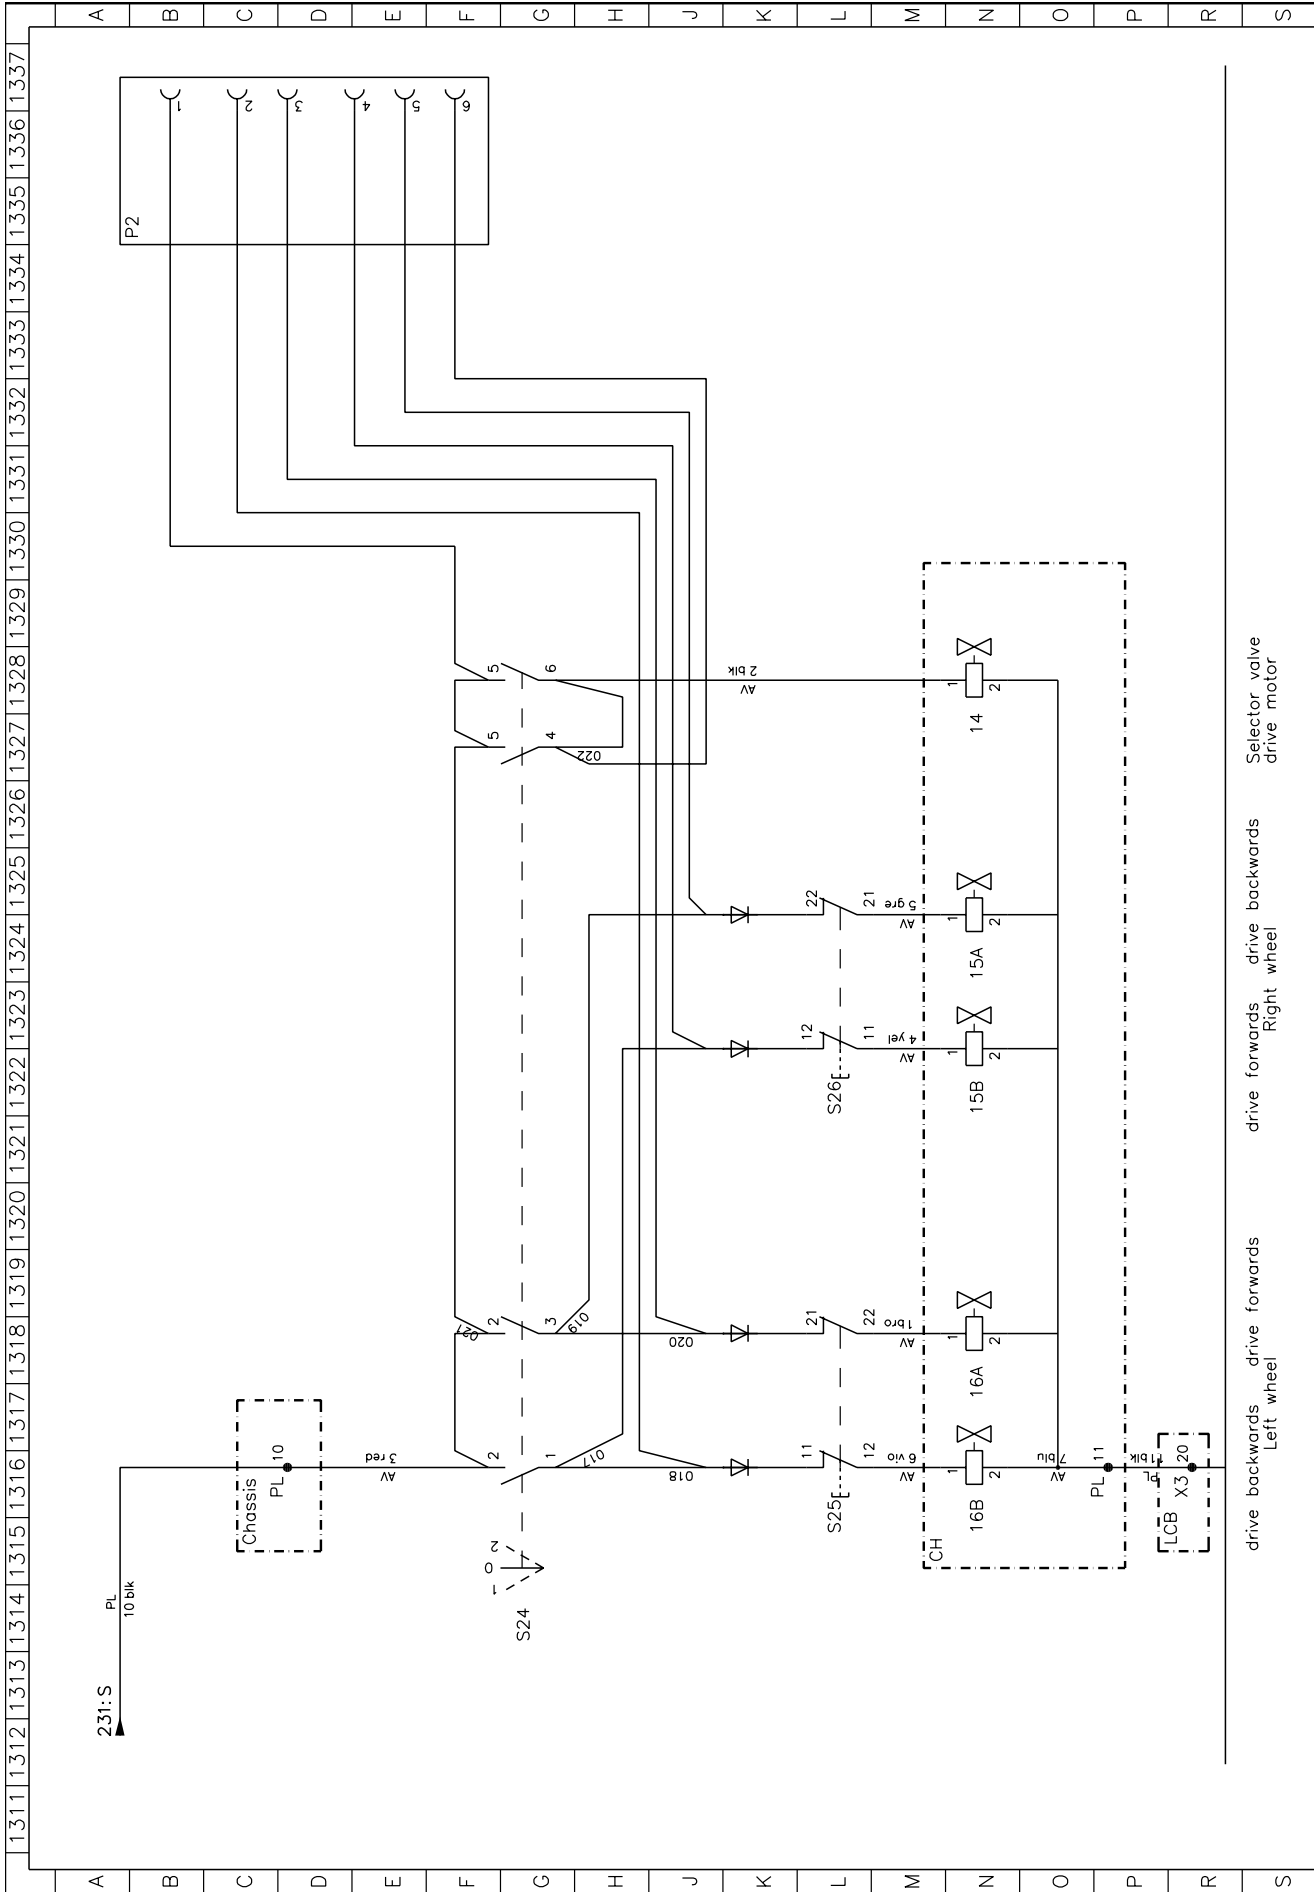 A B C D E F G H J K L M N O P R S
1311 1312 1313 1314 1315 1316 1317 1318 1319 1320 1321 1322 1323 1324 1325 1326 1327 1328 1329 1330 1331 1332 1333 1334 1335 1336 1337
P2
1
2
3
4
5
6
231:S
PL
10 blk
Chassis
PL 10
AV
3 red
021
2
2
5
5
S24
1 0 2
1
3
4
6
017
019
022
018
020
AV
2 blk
S25
11
21
12
22
S26
12
22
11
21
AV
6 vio
AV
1 bro
AV
4 yel
AV
5 gre
CH
16B
1
2
16A
1
2
15B
1
2
15A
1
2
14
1
2
AV
7 blu
PL 11
PL
11 blk
LCB
X3 20
drive backwards drive forwards
Left wheel
drive forwards drive backwards
Right wheel
Selector valve
drive motor
A B C D E F G H J K L M N O P R S